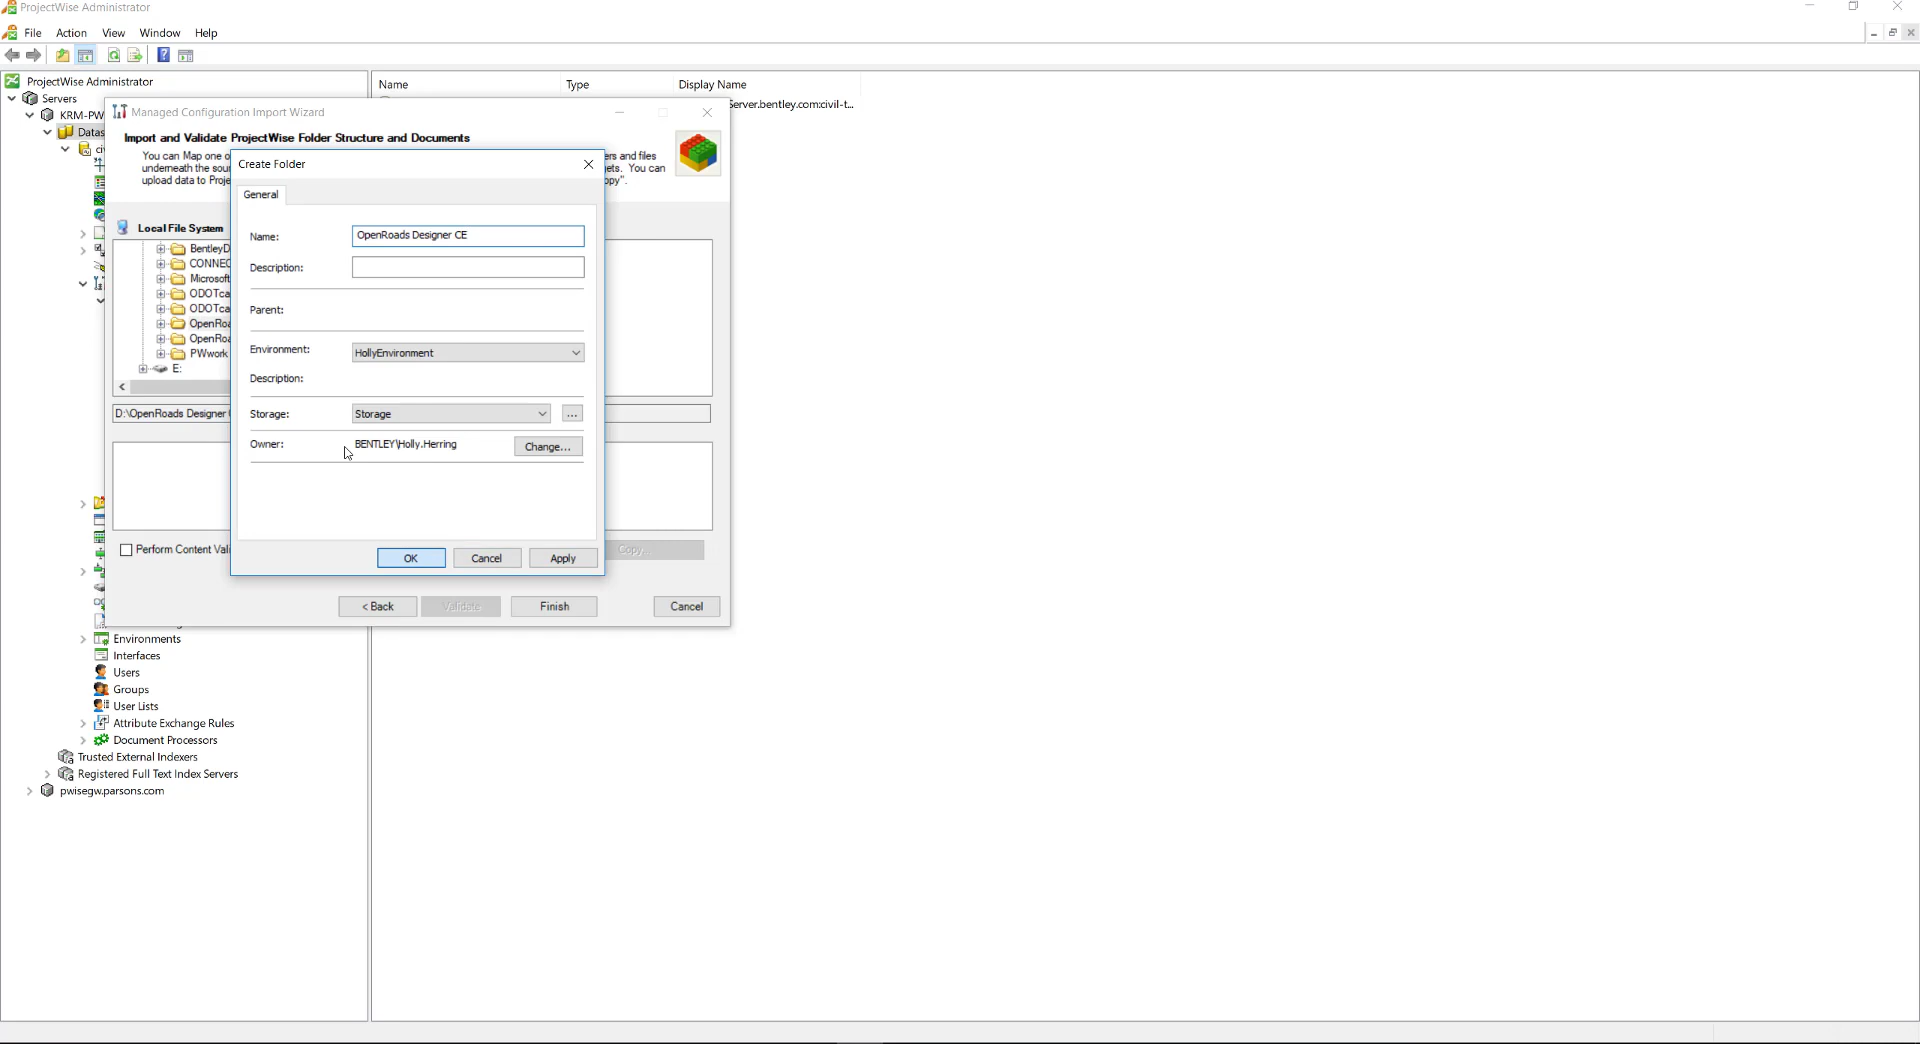 ProjectWise Administrator
File Action View Window Help
ProjectWise Administrator
Servers
KRM-PW
Datas
Name Type Display Name
Server.bentley.com:civil-t...
Managed Configuration Import Wizard
Import and Validate ProjectWise Folder Structure and Documents
You can Map one o
ers and files
underneath the sour
ets. You can
upload data to Proje
opy".
Create Folder
General
Name: OpenRoads Designer CE
Description:
Parent:
Environment: HollyEnvironment
Description:
Storage: Storage ...
Owner: BENTLEY\Holly.Herring Change...
OK Cancel Apply
Local File System
BentleyD
CONNEC
Microsoft
ODOTca
ODOTca
OpenRoa
OpenRoa
PWwork
E:
D:\OpenRoads Designer
Perform Content Vali
Copy...
< Back Validate Finish Cancel
Environments
Interfaces
Users
Groups
User Lists
Attribute Exchange Rules
Document Processors
Trusted External Indexers
Registered Full Text Index Servers
pwisegw.parsons.com